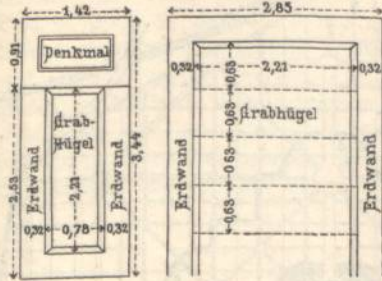 1,42
0,91
Denkmal
Grab-
Hügel
2,53
Erdwand
2,21
Erdwand
3,44
0,32
0,78
0,32
2,85
0,32
2,21
0,32
0,63
0,63
Grabhügel
0,63
0,63
Erdwand
Erdwand